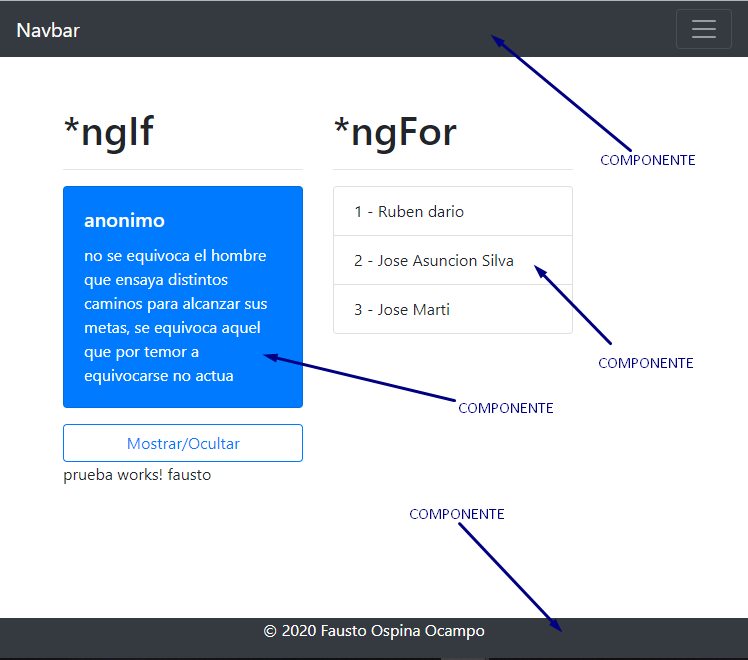 Navbar
COMPONENTE
*ngIf
*ngFor
anonimo
no se equivoca el hombre
que ensaya distintos
caminos para alcanzar sus
metas, se equivoca aquel
que por temor a
equivocarse no actua
1 - Ruben dario
2 - Jose Asuncion Silva
3 - Jose Marti
COMPONENTE
COMPONENTE
Mostrar/Ocultar
prueba works! fausto
COMPONENTE
© 2020 Fausto Ospina Ocampo